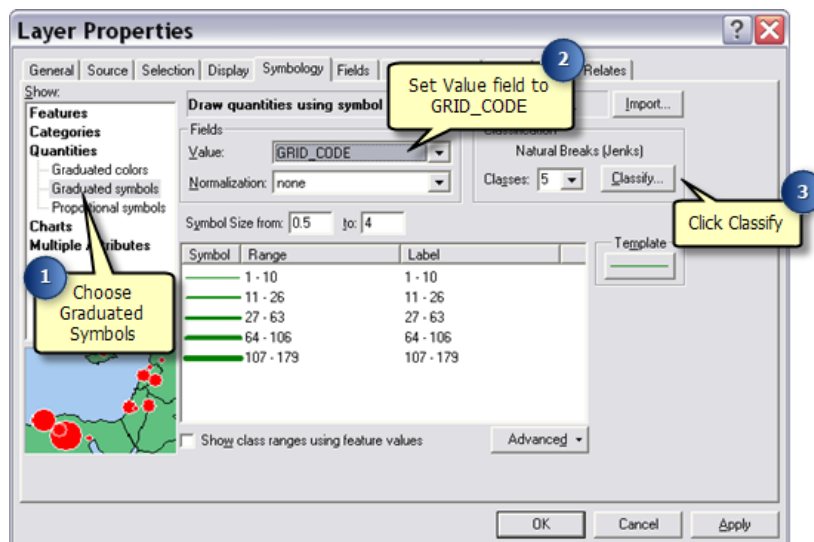 Layer Properties
General Source Selection Display Symbology Fields Relates
Show:
Features
Categories
Quantities
Graduated colors
Graduated symbols
Proportional symbols
Charts
Multiple Attributes
Draw quantities using symbol
Import...
Fields
Value: GRID_CODE
Normalization: none
Classification
Natural Breaks (Jenks)
Classes: 5 Classify...
Symbol Size from: 0.5 to: 4
Symbol Range Label
1 - 10 1 - 10
11 - 26 11 - 26
27 - 63 27 - 63
64 - 106 64 - 106
107 - 179 107 - 179
Template
Show class ranges using feature values
Advanced
OK Cancel Apply
1
Choose
Graduated
Symbols
2
Set Value field to
GRID_CODE
3
Click Classify